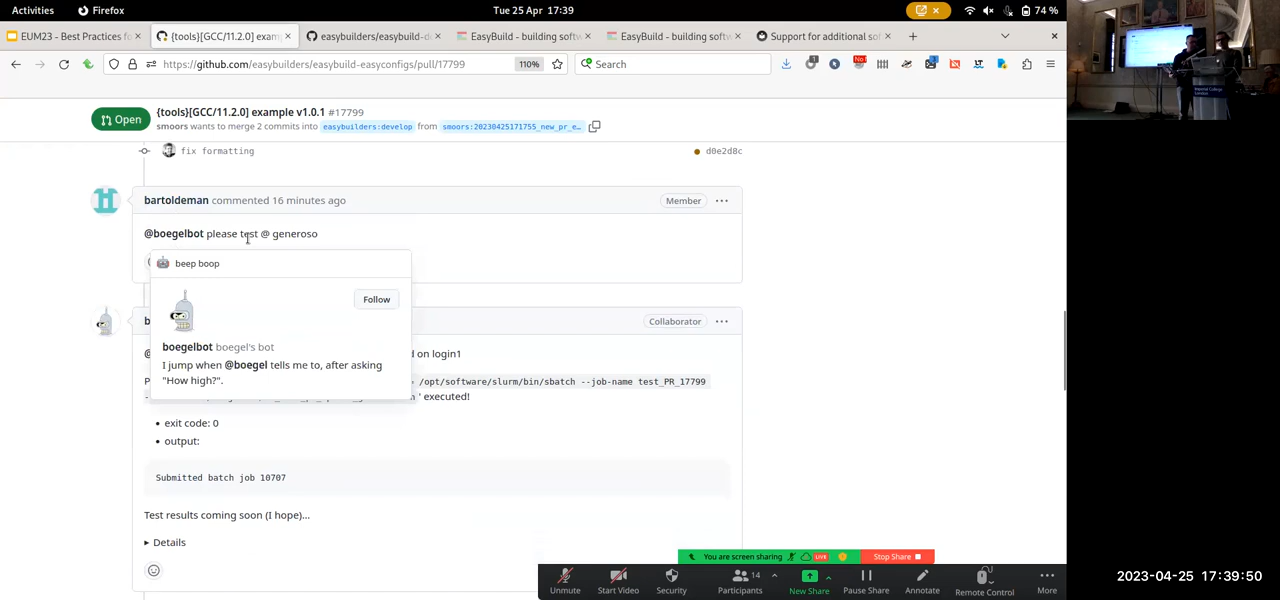 Activities Firefox Tue 25 Apr 17:39 74 %
EUM23 - Best Practices for {tools}[GCC/11.2.0] exam easybuilders/easybuild-d EasyBuild - building softw EasyBuild - building softw Support for additional so
https://github.com/easybuilders/easybuild-easyconfigs/pull/17799 110% Search
Open {tools}[GCC/11.2.0] example v1.0.1 #17799
smoors wants to merge 2 commits into easybuilders:develop from smoors:20230425171755_new_pr_e...
fix formatting d0e2d8c
bartoldeman commented 16 minutes ago Member
@boegelbot please test @ generoso
beep boop
Follow
b Collaborator
boegelbot boegel's bot
@ d on login1
I jump when @boegel tells me to, after asking
"How high?".
P /opt/software/slurm/bin/sbatch --job-name test_PR_17799
' executed!
exit code: 0
output:
Submitted batch job 10707
Test results coming soon (I hope)...
Details
You are screen sharing LIVE Stop Share
14
Unmute Start Video Security Participants New Share Pause Share Annotate Remote Control More
Imperial College
London
2023-04-25 17:39:50